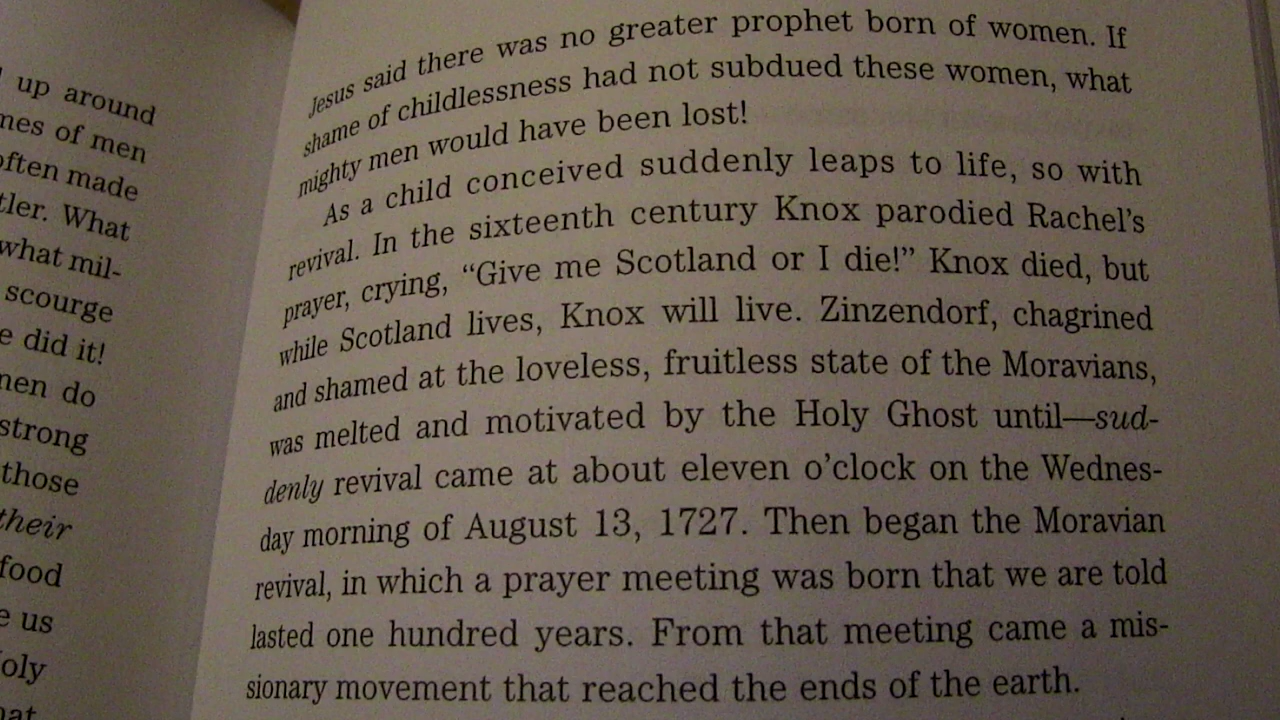 up around
mes of men
often made
tler. What
what mil-
scourge
e did it!
men do
strong
those
their
food
e us
oly
hat
Jesus said there was no greater prophet born of women. If
shame of childlessness had not subdued these women, what
mighty men would have been lost!
As a child conceived suddenly leaps to life, so with
revival. In the sixteenth century Knox parodied Rachel's
prayer, crying, “Give me Scotland or I die!” Knox died, but
while Scotland lives, Knox will live. Zinzendorf, chagrined
and shamed at the loveless, fruitless state of the Moravians,
was melted and motivated by the Holy Ghost until—sud-
denly revival came at about eleven o'clock on the Wednes-
day morning of August 13, 1727. Then began the Moravian
revival, in which a prayer meeting was born that we are told
lasted one hundred years. From that meeting came a mis-
sionary movement that reached the ends of the earth.